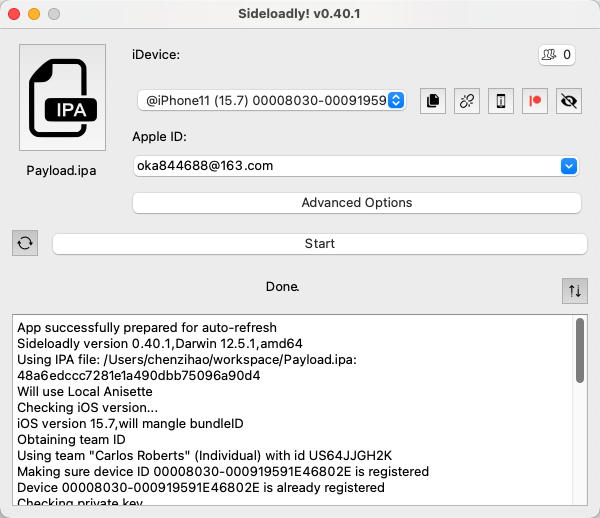 Sideloadly! v0.40.1
iDevice:
0
IPA
@iPhone11 (15.7) 00008030-00091959
Payload.ipa
Apple ID:
oka844688@163.com
Advanced Options
Start
Done.
App successfully prepared for auto-refresh
Sideloadly version 0.40.1,Darwin 12.5.1,amd64
Using IPA file: /Users/chenzihao/workspace/Payload.ipa:
48a6edccc7281e1a490dbb75096a90d4
Will use Local Anisette
Checking iOS version...
iOS version 15.7,will mangle bundleID
Obtaining team ID
Using team "Carlos Roberts" (Individual) with id US64JJGH2K
Making sure device ID 00008030-000919591E46802E is registered
Device 00008030-000919591E46802E is already registered
Checking private key